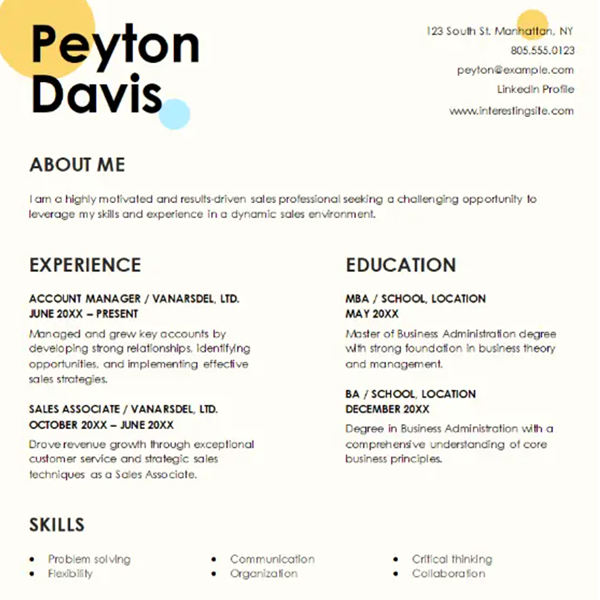 Peyton
Davis
123 South St. Manhattan, NY
805.555.0123
peyton@example.com
LinkedIn Profile
www.interestingsite.com
ABOUT ME
I am a highly motivated and results-driven sales professional seeking a challenging opportunity to
leverage my skills and experience in a dynamic sales environment.
EXPERIENCE
ACCOUNT MANAGER / VANARSDEL, LTD.
JUNE 20XX – PRESENT
Managed and grew key accounts by
developing strong relationships, identifying
opportunities, and implementing effective
sales strategies.
SALES ASSOCIATE / VANARSDEL, LTD.
OCTOBER 20XX – JUNE 20XX
Drove revenue growth through exceptional
customer service and strategic sales
techniques as a Sales Associate.
EDUCATION
MBA / SCHOOL, LOCATION
MAY 20XX
Master of Business Administration degree
with strong foundation in business theory
and management.
BA / SCHOOL, LOCATION
DECEMBER 20XX
Degree in Business Administration with a
comprehensive understanding of core
business principles.
SKILLS
• Problem solving
• Flexibility
• Communication
• Organization
• Critical thinking
• Collaboration